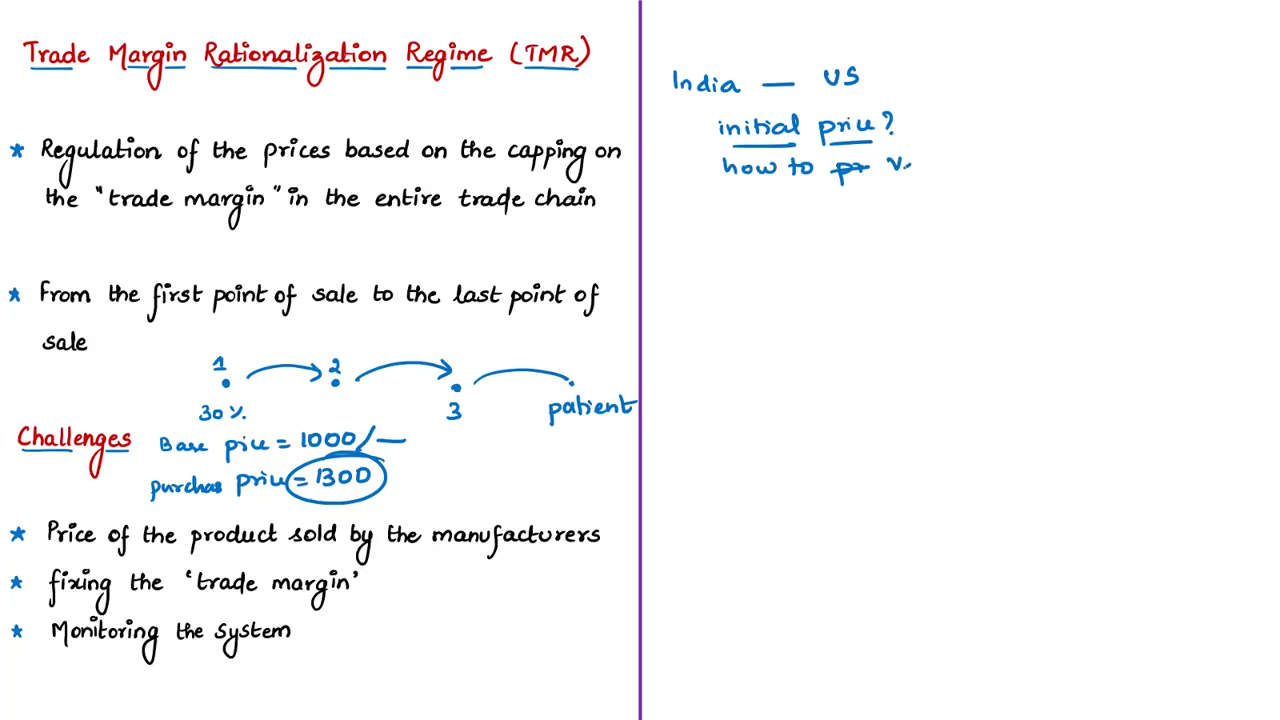 Trade Margin Rationalization Regime (TMR)
* Regulation of the prices based on the capping on
the "trade margin" in the entire trade chain
* From the first point of sale to the last point of
sale
1 2
30 %. 3 patient
Challenges
Base price = 1000/—
purchas price = 1300
* Price of the product sold by the manufacturers
* fixing the 'trade margin'
* Monitoring the system
India — US
initial price?
how to